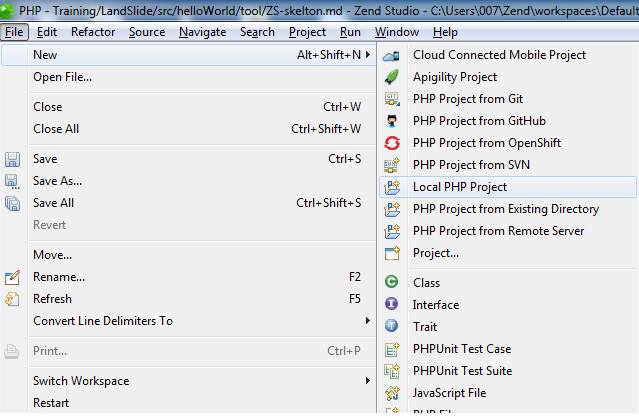 PHP - Training/LandSlide/src/helloWorld/tool/ZS-skelton.md - Zend Studio - C:\Users\007\Zend\workspaces\Default
File Edit Refactor Source Navigate Search Project Run Window Help
New Alt+Shift+N
Open File...
Close Ctrl+W
Close All Ctrl+Shift+W
Save Ctrl+S
Save As...
Save All Ctrl+Shift+S
Revert
Move...
Rename... F2
Refresh F5
Convert Line Delimiters To
Print... Ctrl+P
Switch Workspace
Restart
Cloud Connected Mobile Project
Apigility Project
PHP Project from Git
PHP Project from GitHub
PHP Project from OpenShift
PHP Project from SVN
Local PHP Project
PHP Project from Existing Directory
PHP Project from Remote Server
Project...
Class
Interface
Trait
PHPUnit Test Case
PHPUnit Test Suite
JavaScript File